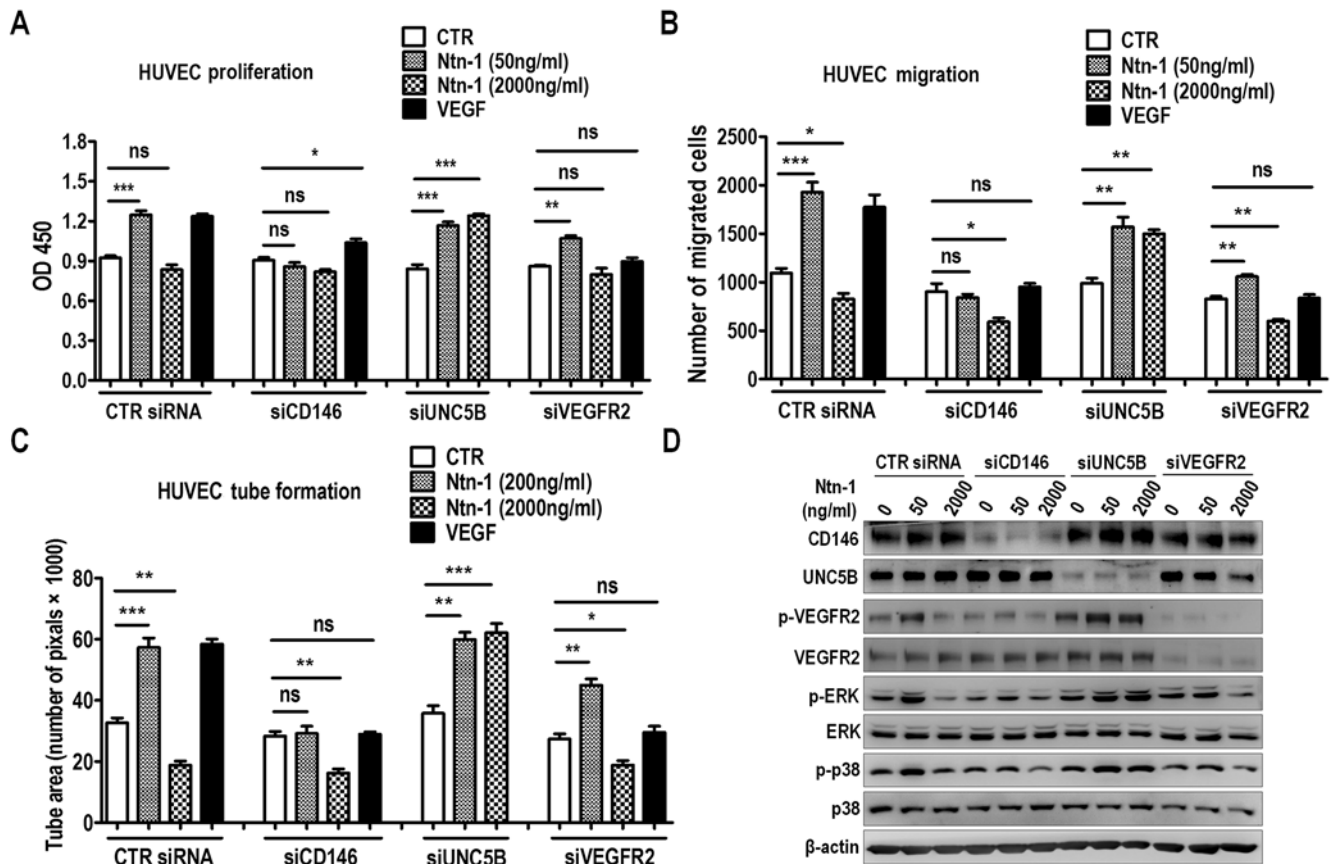 A
HUVEC proliferation
CTR
Ntn-1 (50ng/ml)
Ntn-1 (2000ng/ml)
VEGF
OD 450
1.8
1.5
1.2
0.9
0.6
0.3
0.0
ns
***
*
ns
ns
***
***
ns
ns
**
CTR siRNA siCD146 siUNC5B siVEGFR2
B
HUVEC migration
CTR
Ntn-1 (50ng/ml)
Ntn-1 (2000ng/ml)
VEGF
Number of migrated cells
2500
2000
1500
1000
500
0
*
***
ns
*
ns
**
**
ns
**
**
CTR siRNA siCD146 siUNC5B siVEGFR2
C
HUVEC tube formation
CTR
Ntn-1 (200ng/ml)
Ntn-1 (2000ng/ml)
VEGF
Tube area (number of pixals × 1000)
80
60
40
20
0
**
***
ns
**
ns
***
**
ns
*
**
CTR siRNA siCD146 siUNC5B siVEGFR2
D
CTR siRNA siCD146 siUNC5B siVEGFR2
Ntn-1 (ng/ml)
0 50 2000 0 50 2000 0 50 2000 0 50 2000
CD146
UNC5B
p-VEGFR2
VEGFR2
p-ERK
ERK
p-p38
p38
β-actin